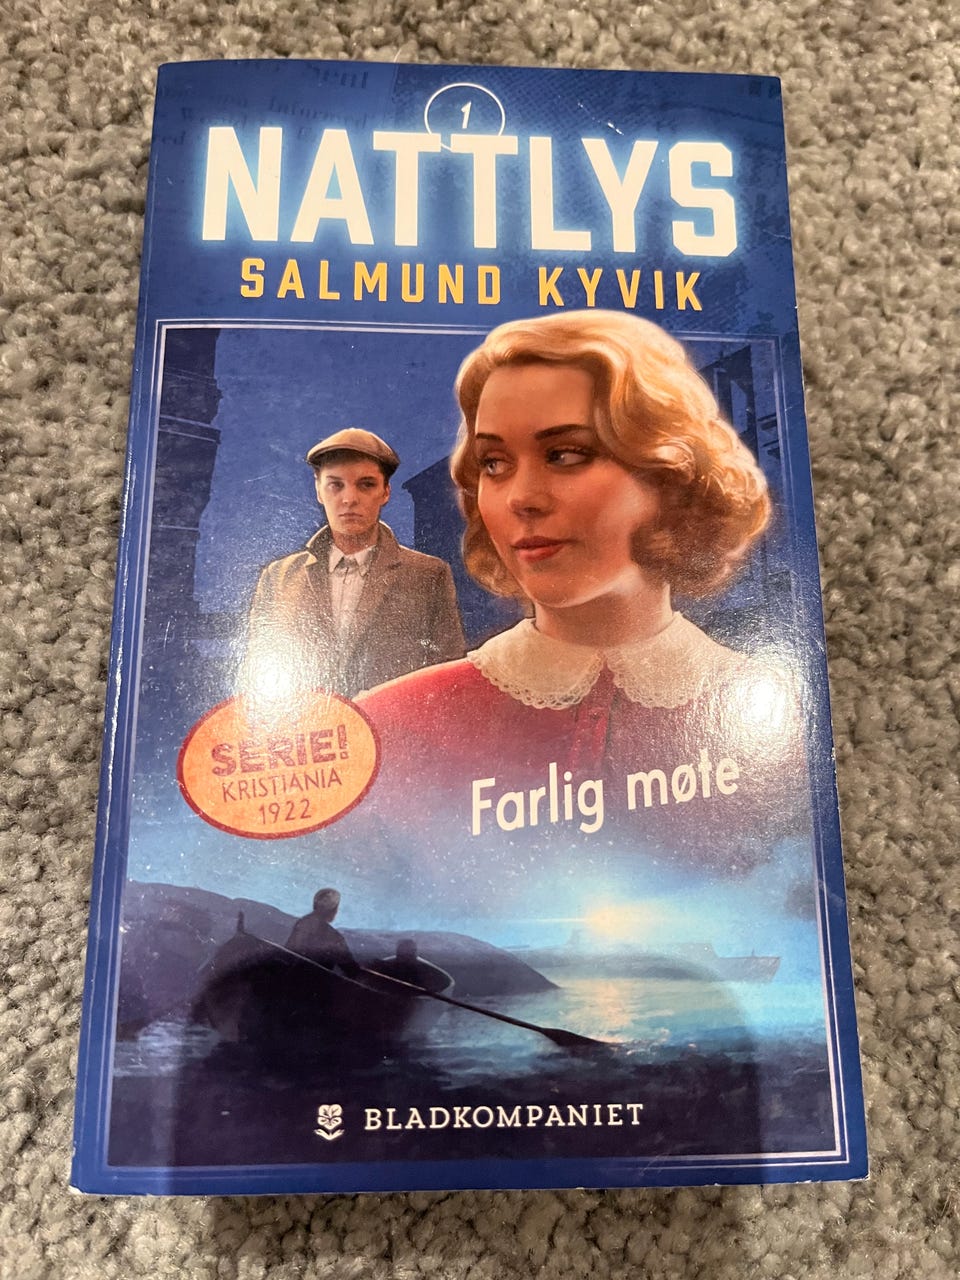 1
NATTLYS
SALMUND KYVIK
SERIE!
KRISTIANIA
1922
Farlig møte
BLADKOMPANIET